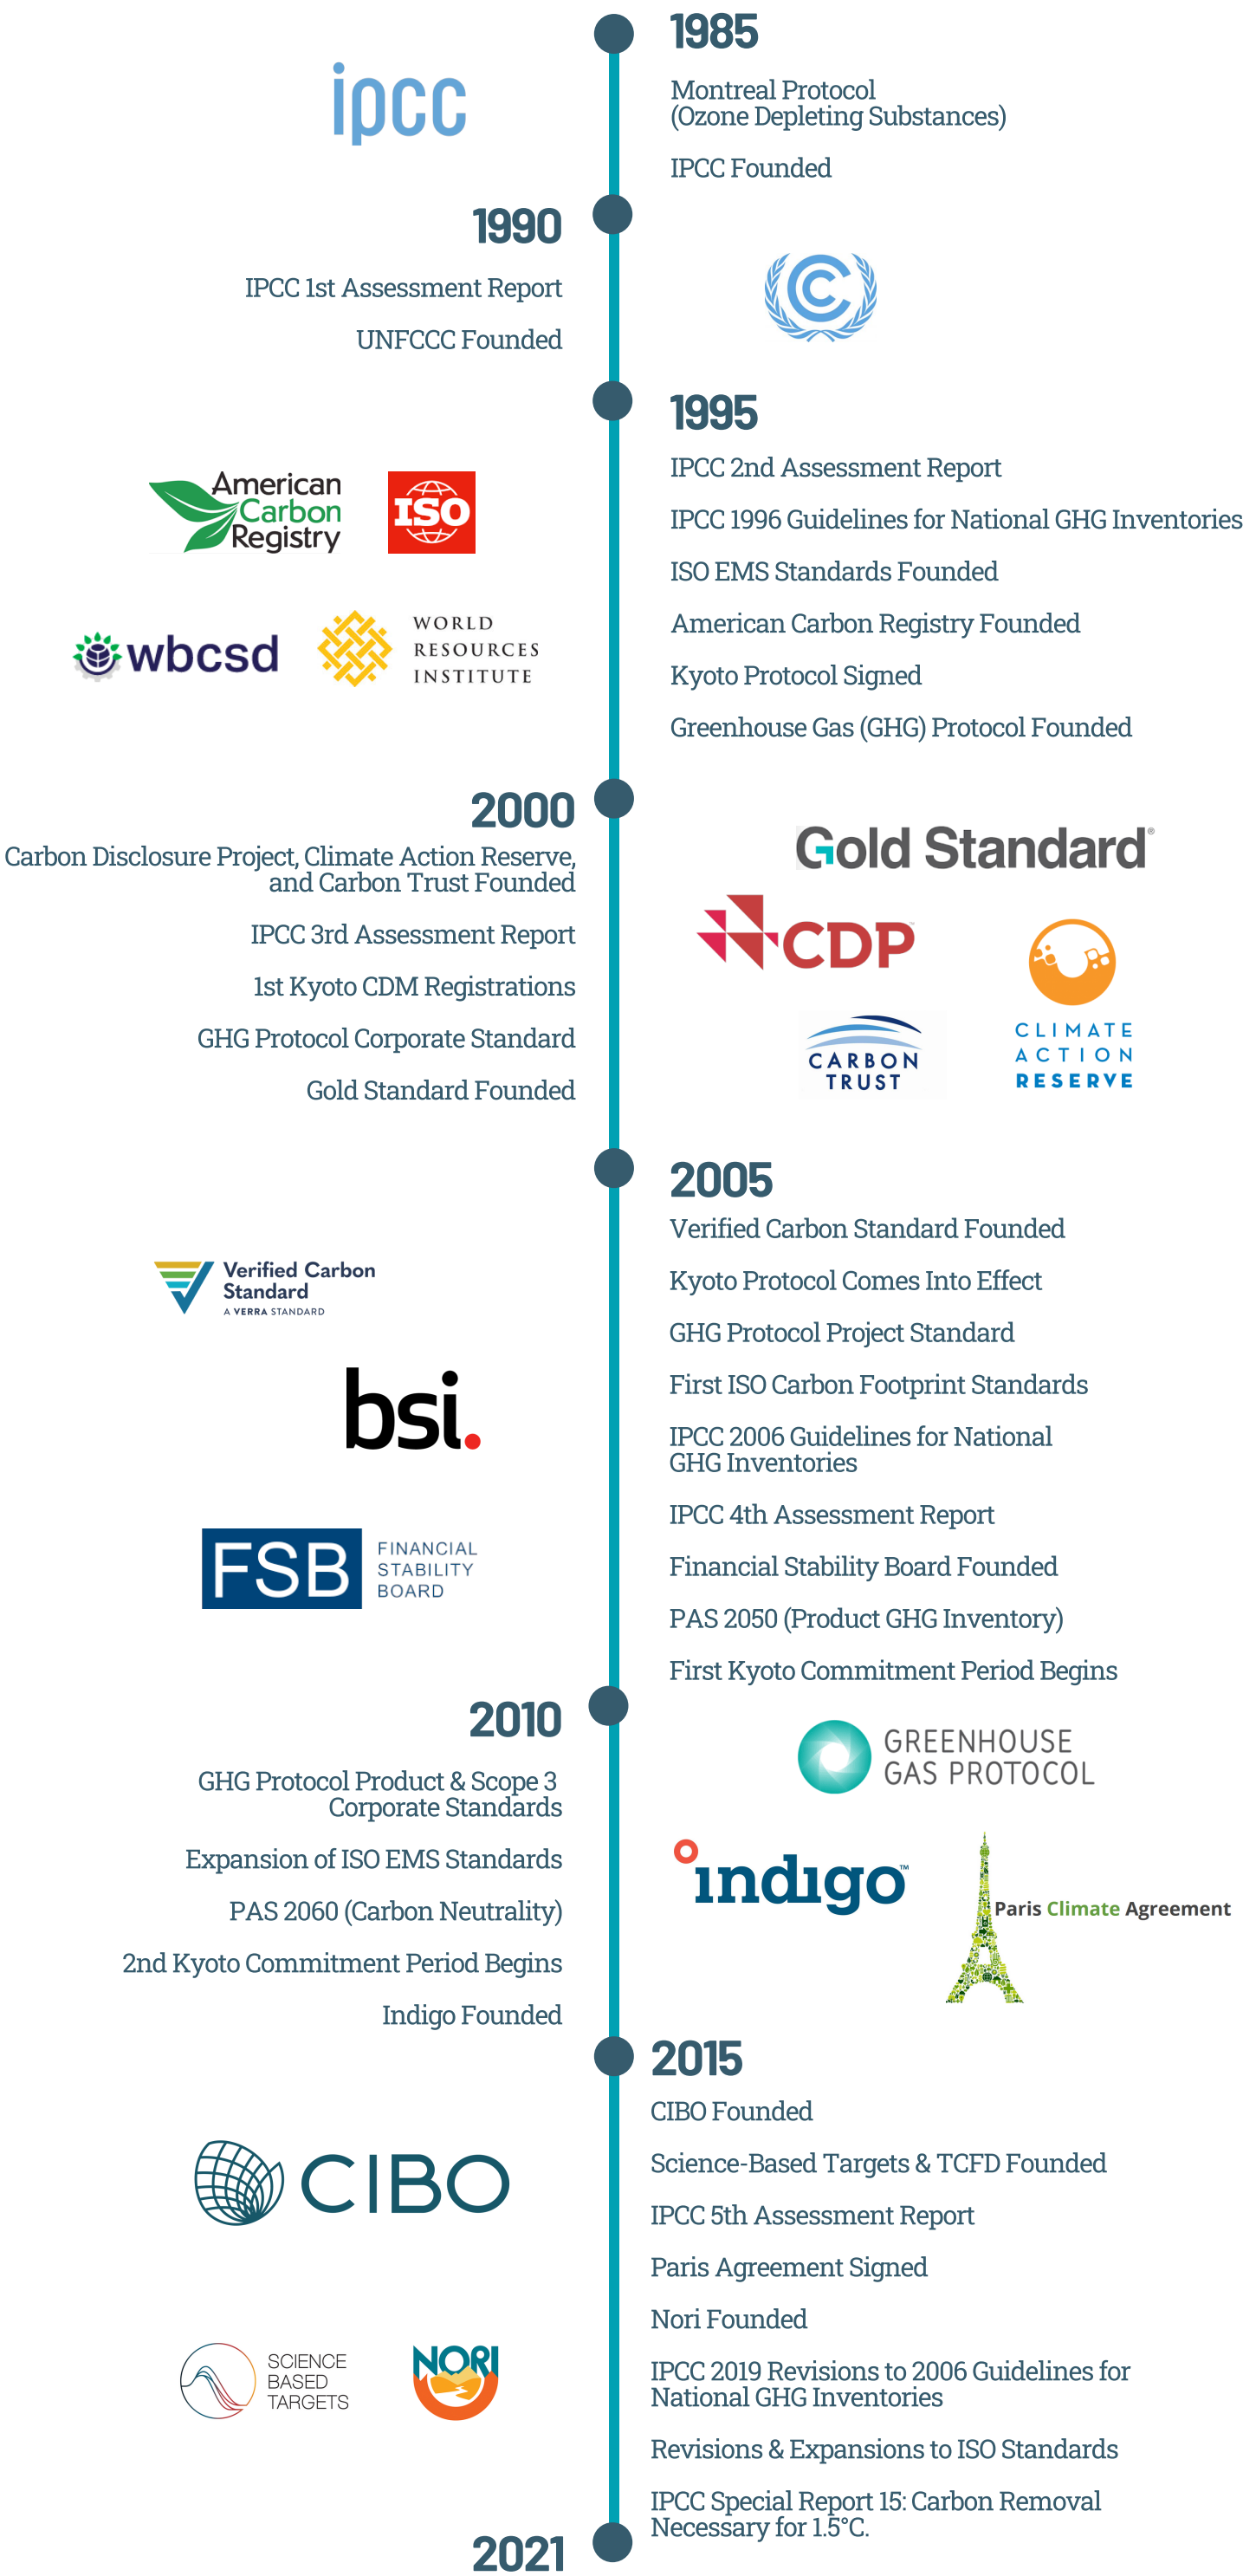 1985
ipcc
Montreal Protocol
(Ozone Depleting Substances)
IPCC Founded
1990
IPCC 1st Assessment Report
UNFCCC Founded
1995
IPCC 2nd Assessment Report
IPCC 1996 Guidelines for National GHG Inventories
ISO EMS Standards Founded
American Carbon Registry Founded
Kyoto Protocol Signed
Greenhouse Gas (GHG) Protocol Founded
American
Carbon
Registry
ISO
wbcsd
WORLD
RESOURCES
INSTITUTE
2000
Carbon Disclosure Project, Climate Action Reserve,
and Carbon Trust Founded
IPCC 3rd Assessment Report
1st Kyoto CDM Registrations
GHG Protocol Corporate Standard
Gold Standard Founded
Gold Standard®
CDP
CARBON
TRUST
CLIMATE
ACTION
RESERVE
2005
Verified Carbon Standard Founded
Kyoto Protocol Comes Into Effect
GHG Protocol Project Standard
First ISO Carbon Footprint Standards
IPCC 2006 Guidelines for National
GHG Inventories
IPCC 4th Assessment Report
Financial Stability Board Founded
PAS 2050 (Product GHG Inventory)
First Kyoto Commitment Period Begins
Verified Carbon
Standard
A VERRA STANDARD
bsi.
FSB
FINANCIAL
STABILITY
BOARD
2010
GHG Protocol Product & Scope 3
Corporate Standards
Expansion of ISO EMS Standards
PAS 2060 (Carbon Neutrality)
2nd Kyoto Commitment Period Begins
Indigo Founded
GREENHOUSE
GAS PROTOCOL
indigo™
Paris Climate Agreement
2015
CIBO Founded
Science-Based Targets & TCFD Founded
IPCC 5th Assessment Report
Paris Agreement Signed
Nori Founded
IPCC 2019 Revisions to 2006 Guidelines for
National GHG Inventories
Revisions & Expansions to ISO Standards
IPCC Special Report 15: Carbon Removal
Necessary for 1.5°C.
CIBO
SCIENCE
BASED
TARGETS
NORI
2021